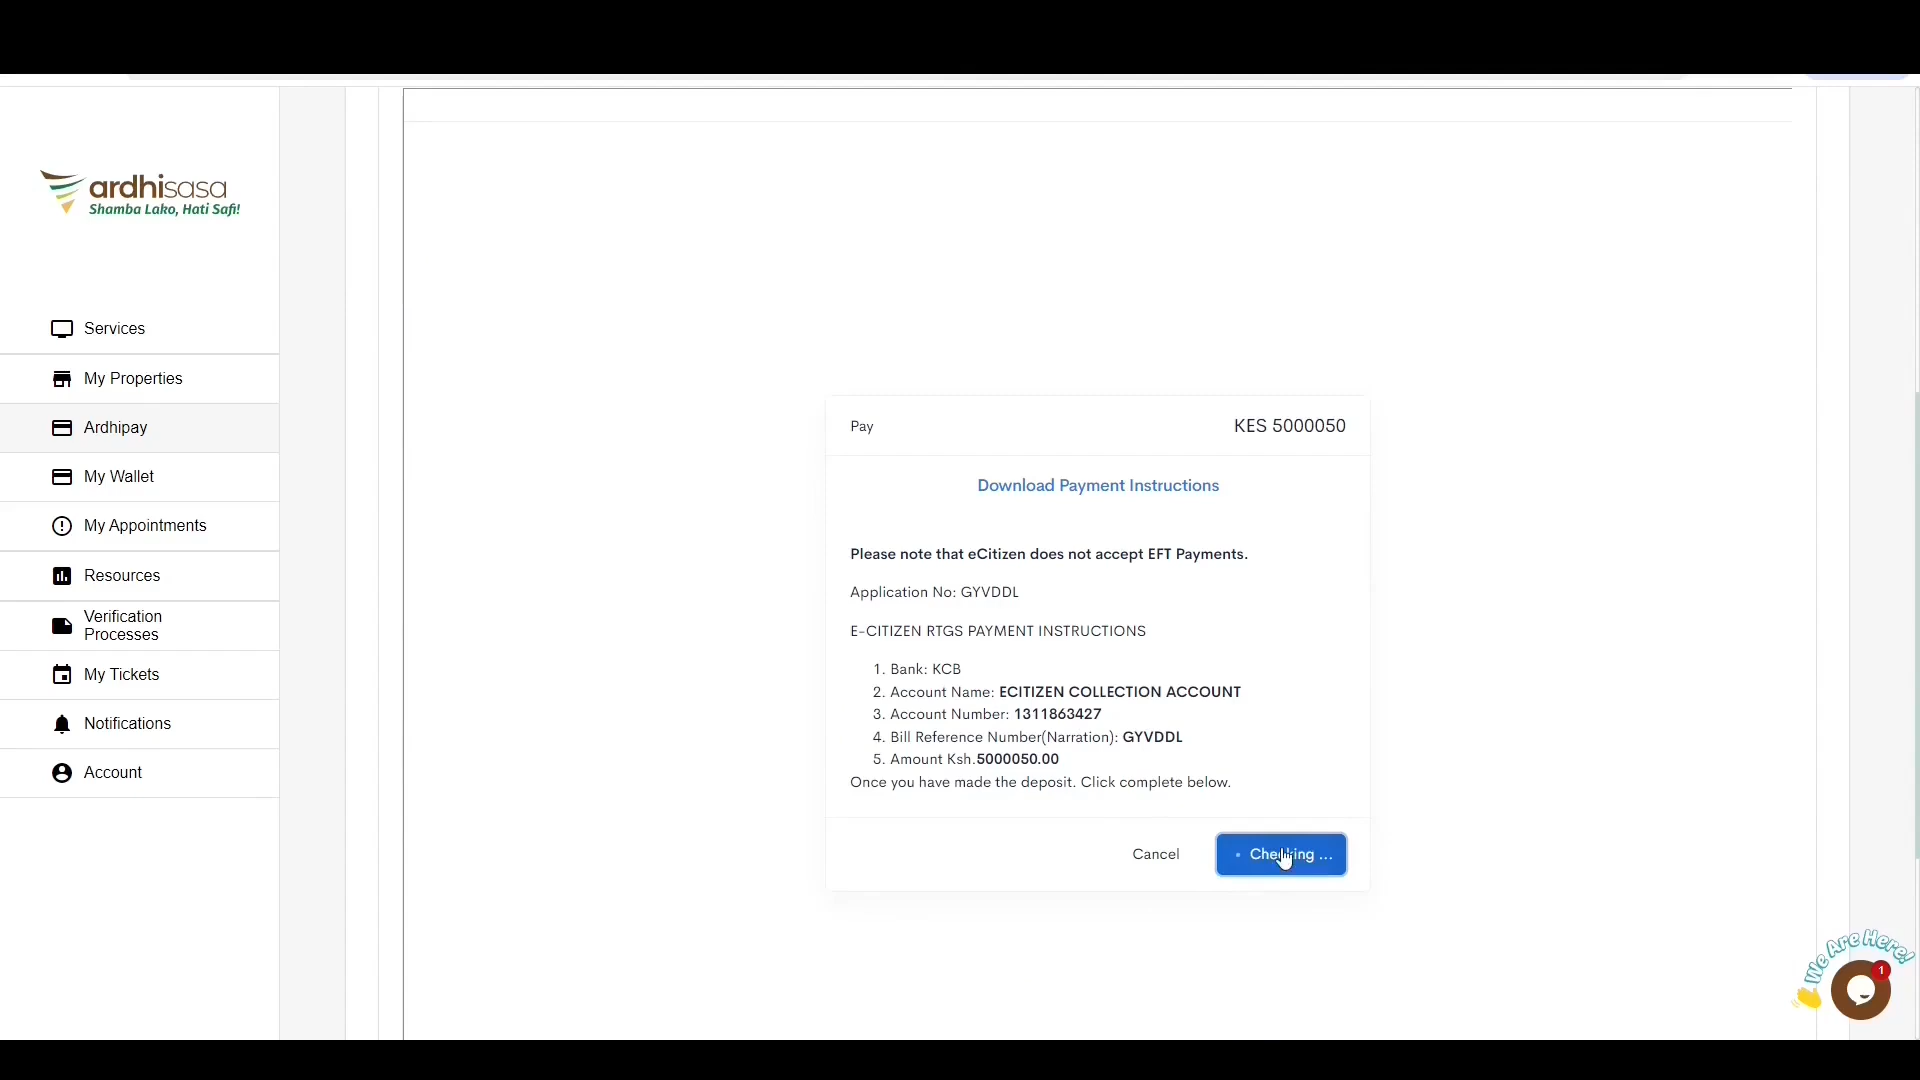 ardhisasa
Shamba Lako, Hati Safi!
Services
My Properties
Ardhipay
My Wallet
My Appointments
Resources
Verification
Processes
My Tickets
Notifications
Account
Pay
KES 5000050
Download Payment Instructions
Please note that eCitizen does not accept EFT Payments.
Application No: GYVDDL
E-CITIZEN RTGS PAYMENT INSTRUCTIONS
1. Bank: KCB
2. Account Name: ECITIZEN COLLECTION ACCOUNT
3. Account Number: 1311863427
4. Bill Reference Number(Narration): GYVDDL
5. Amount Ksh.5000050.00
Once you have made the deposit. Click complete below.
Cancel
Checking ...
We Are Here!
1